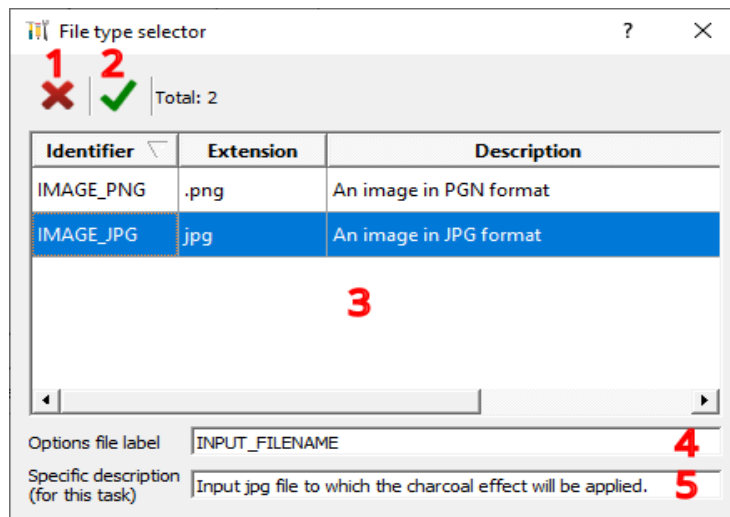 File type selector ?
1 2
Total: 2
Identifier Extension Description
IMAGE_PNG .png An image in PGN format
IMAGE_JPG jpg An image in JPG format
3
Options file label INPUT_FILENAME 4
Specific description
(for this task) Input jpg file to which the charcoal effect will be applied. 5